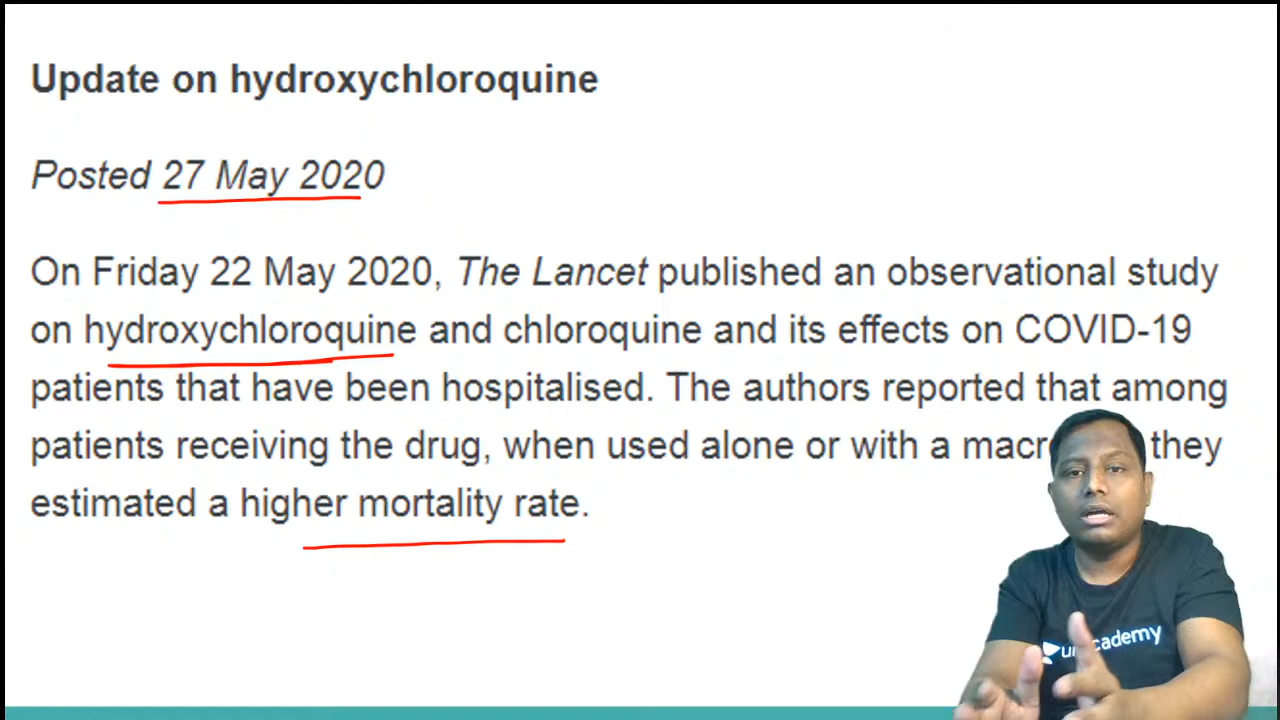 Update on hydroxychloroquine
Posted 27 May 2020
On Friday 22 May 2020, The Lancet published an observational study
on hydroxychloroquine and chloroquine and its effects on COVID-19
patients that have been hospitalised. The authors reported that among
patients receiving the drug, when used alone or with a they
estimated a higher mortality rate.